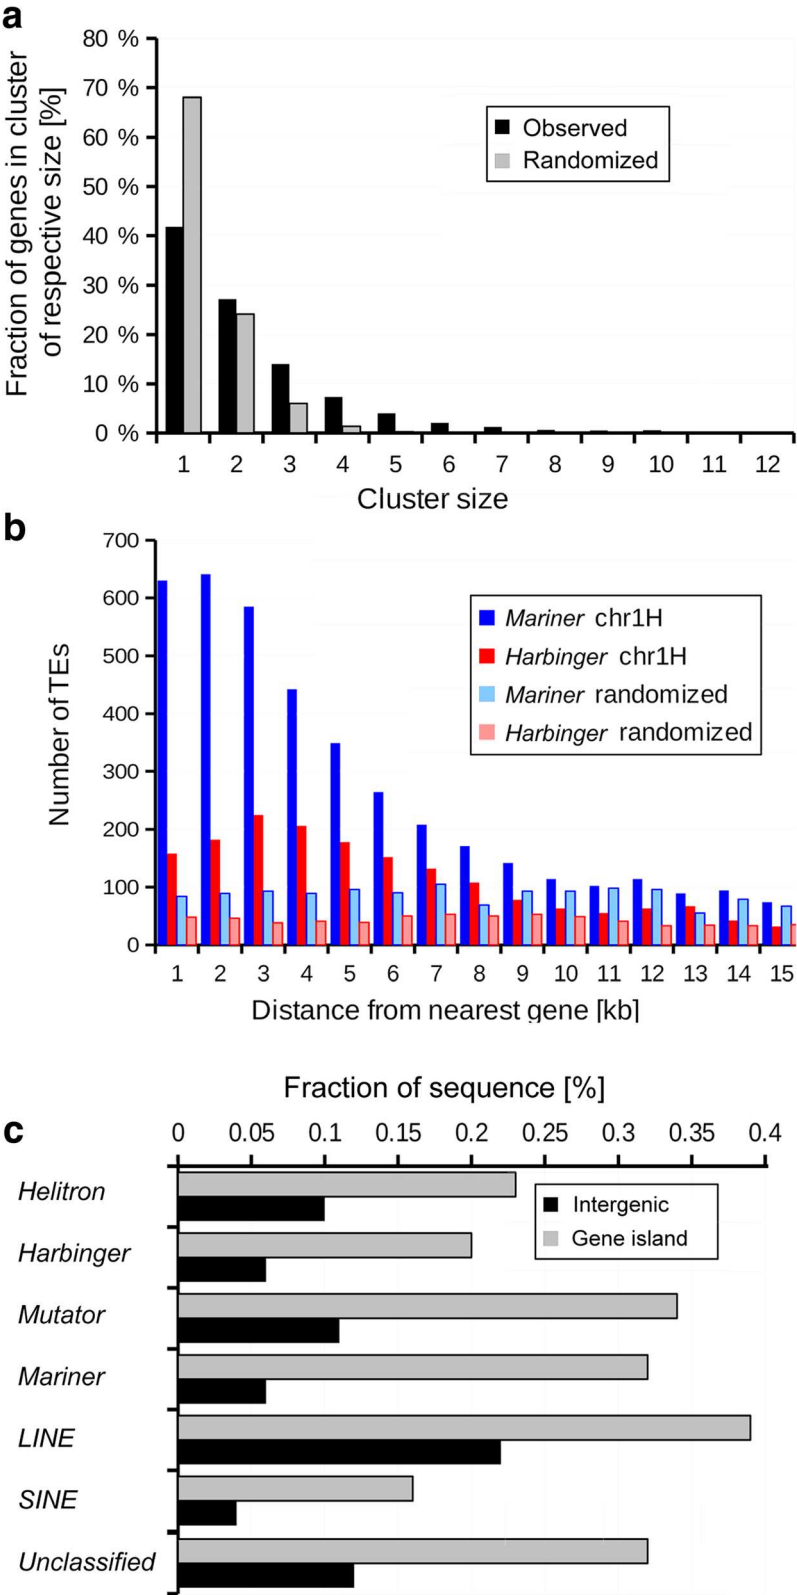 a
Fraction of genes in cluster
of respective size [%]
80 %
70 %
60 %
50 %
40 %
30 %
20 %
10 %
0 %
Observed
Randomized
1 2 3 4 5 6 7 8 9 10 11 12
Cluster size
b
Number of TEs
700
600
500
400
300
200
100
0
Mariner chr1H
Harbinger chr1H
Mariner randomized
Harbinger randomized
1 2 3 4 5 6 7 8 9 10 11 12 13 14 15
Distance from nearest gene [kb]
Fraction of sequence [%]
c
0 0.05 0.1 0.15 0.2 0.25 0.3 0.35 0.4
Helitron
Harbinger
Mutator
Mariner
LINE
SINE
Unclassified
Intergenic
Gene island